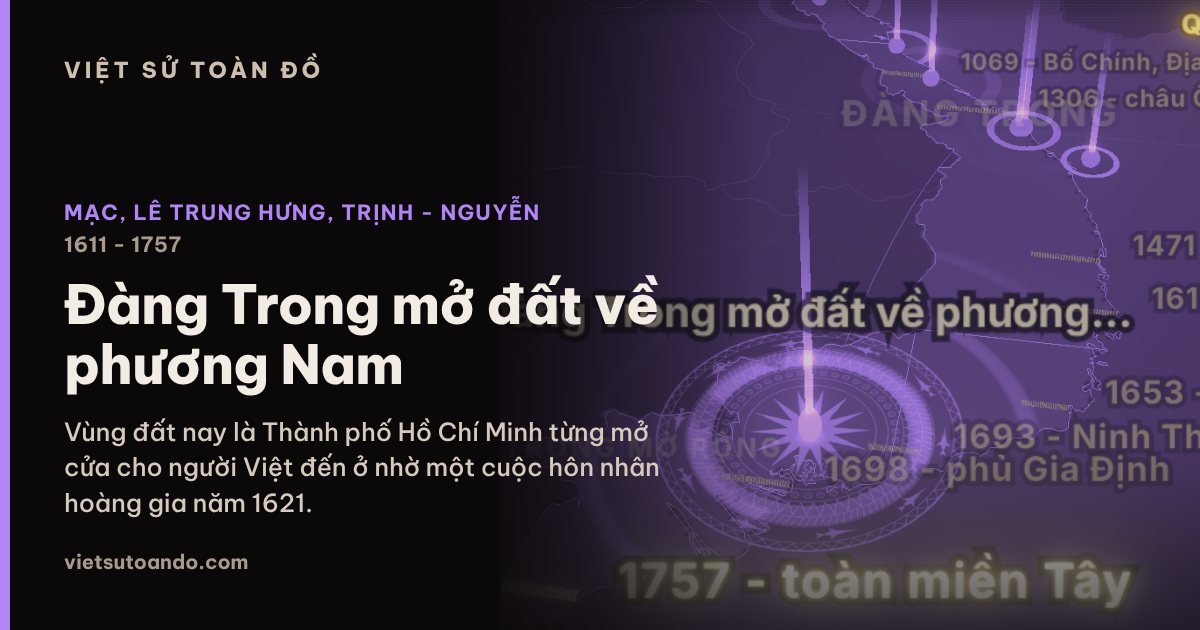 VIỆT SỬ TOÀN ĐỒ
MẠC, LÊ TRUNG HƯNG, TRỊNH - NGUYỄN
1611 - 1757
Đàng Trong mở đất về
phương Nam
Vùng đất nay là Thành phố Hồ Chí Minh từng mở
cửa cho người Việt đến ở nhờ một cuộc hôn nhân
hoàng gia năm 1621.
vietsutoando.com
1069 - Bố Chính, Địa
1306 - châu Ô
ĐÀNG TRONG
1471
161
mở đất về phương...
1653 -
1693 - Ninh Th
1698 - phủ Gia Định
1757 - toàn miền Tây